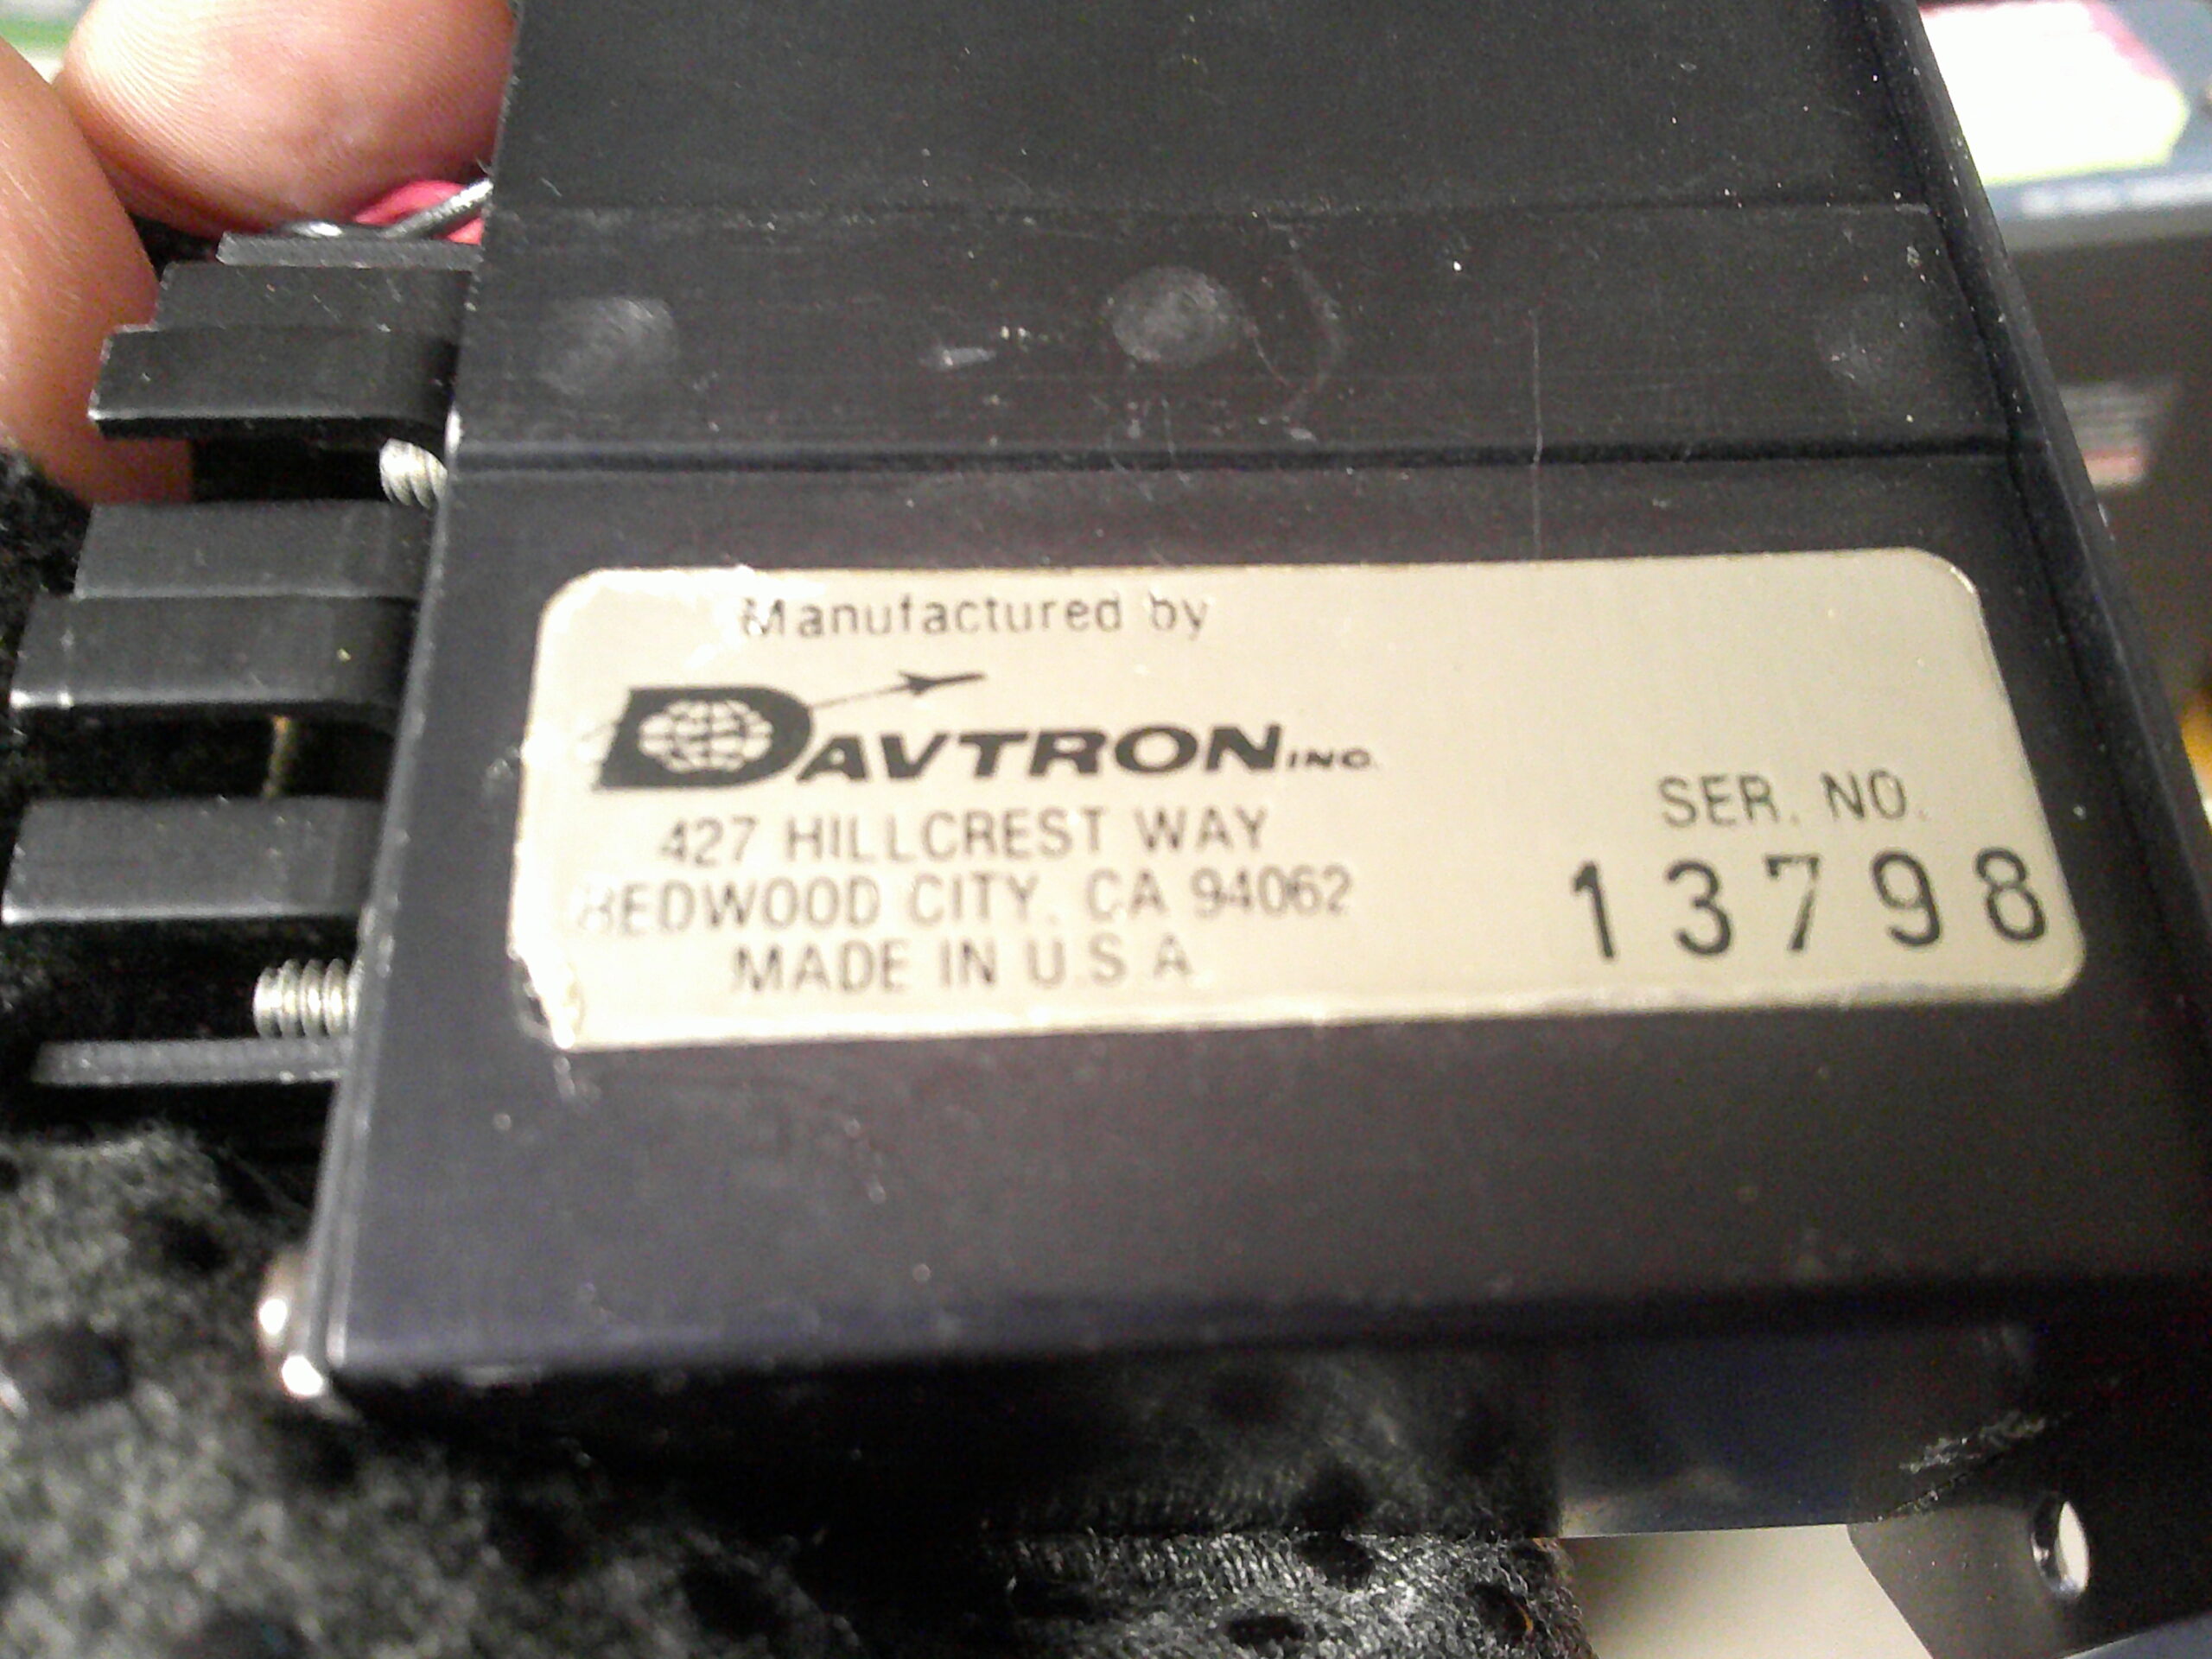 Manufactured by
DAVTRON INC.
427 HILLCREST WAY
REDWOOD CITY, CA 94062
MADE IN U.S.A
SER. NO.
13798